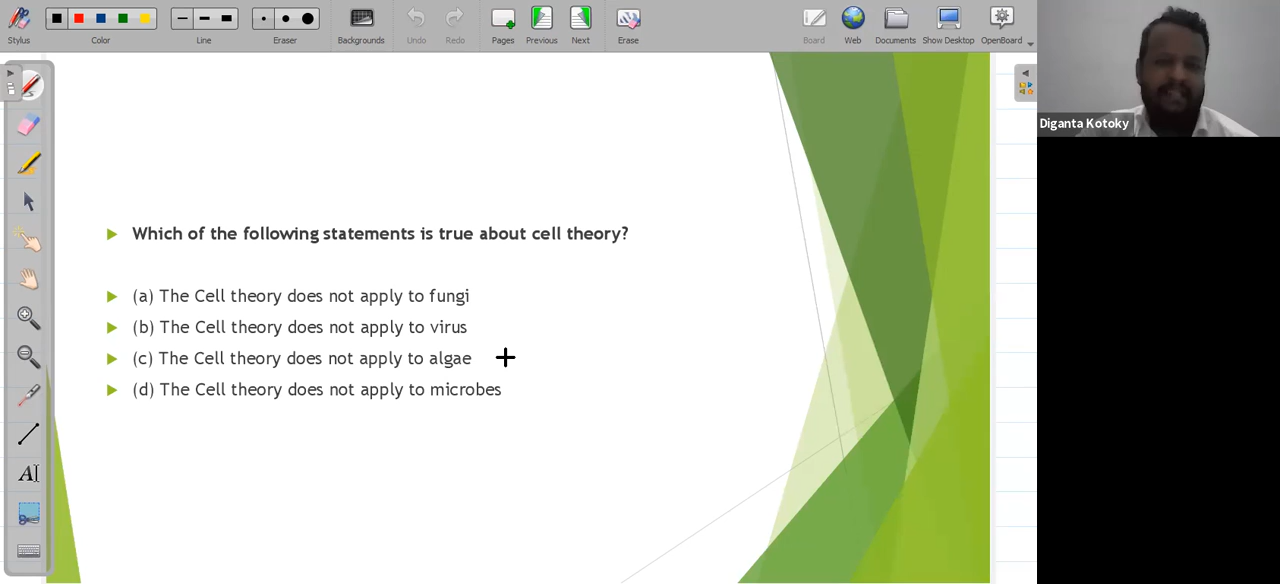 Stylus
Color
Line
Eraser
Backgrounds
Undo
Redo
Pages
Previous
Next
Erase
Board
Web
Documents
Show Desktop
OpenBoard
Diganta Kotoky
Which of the following statements is true about cell theory?
(a) The Cell theory does not apply to fungi
(b) The Cell theory does not apply to virus
(c) The Cell theory does not apply to algae
(d) The Cell theory does not apply to microbes